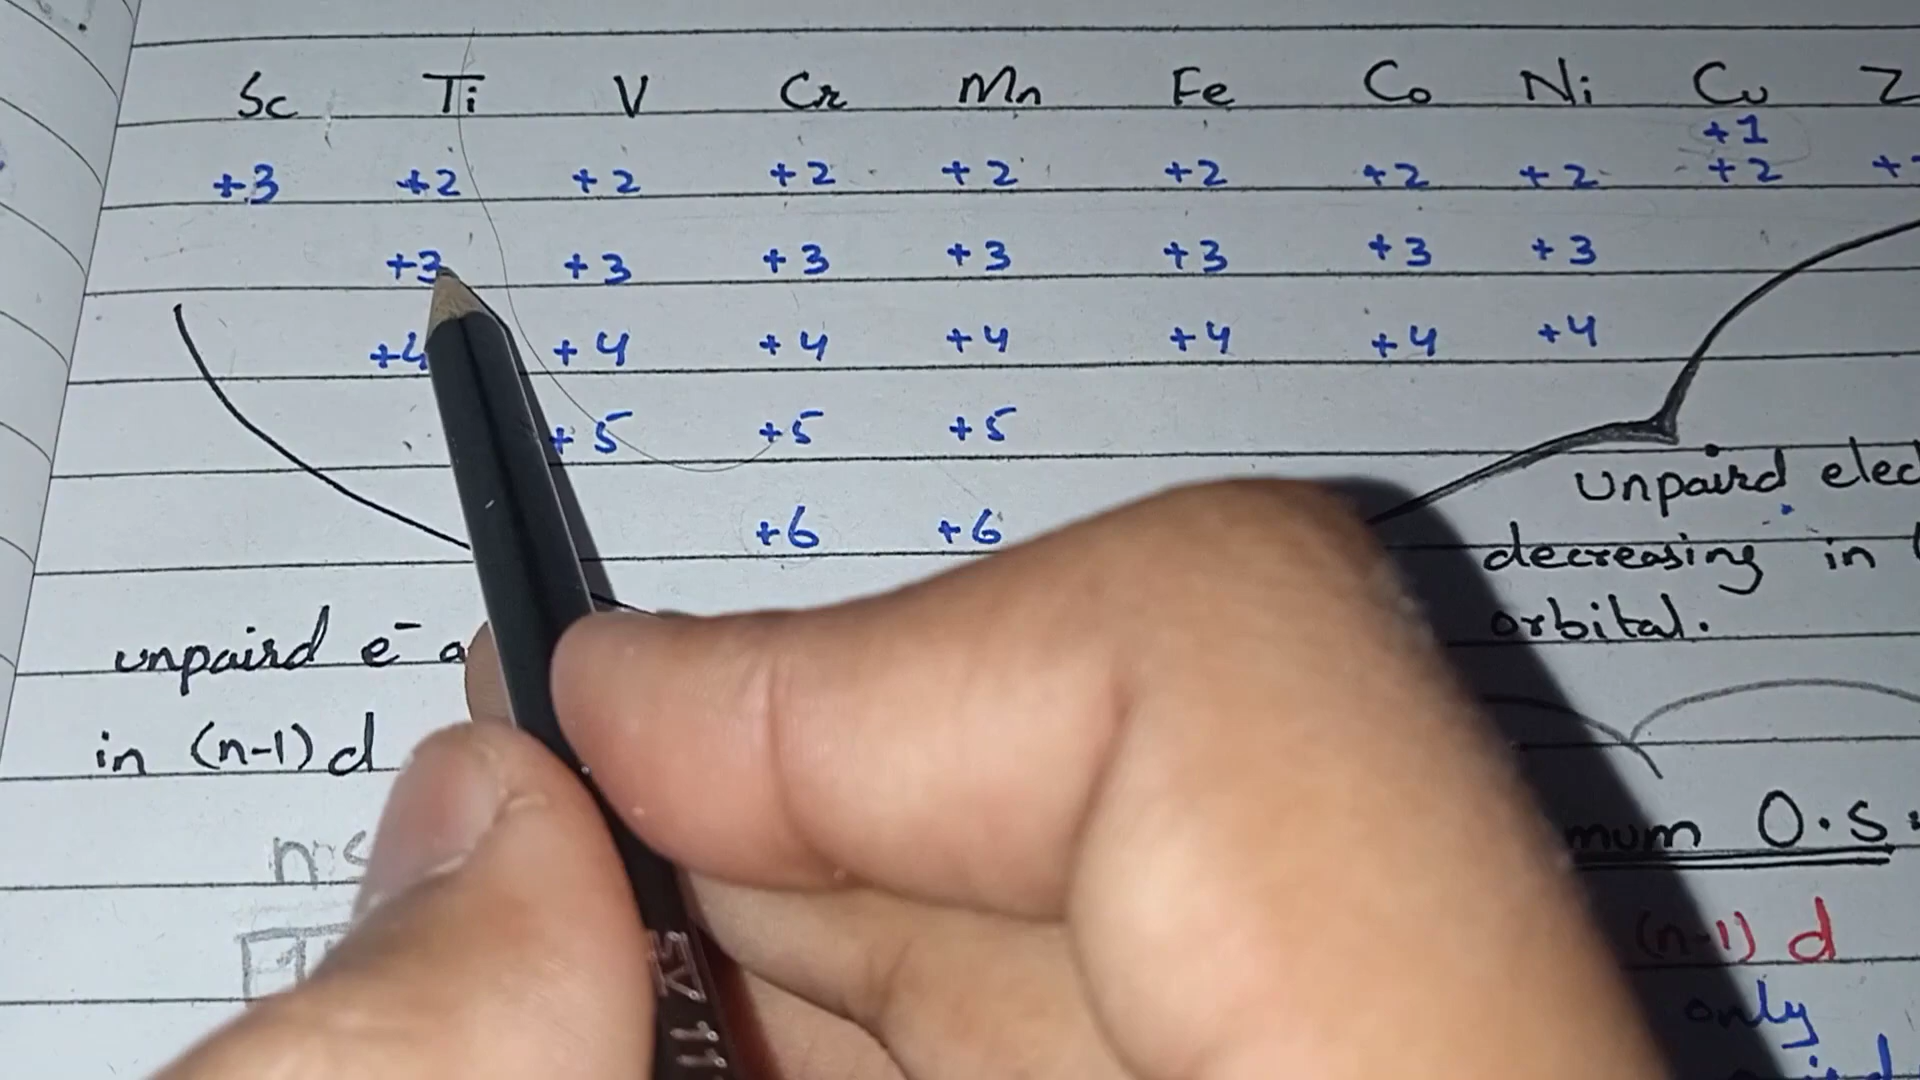 Sc Ti V Cr Mn Fe Co Ni Cu
+1
+3 +2 +2 +2 +2 +2 +2 +2 +2
+3 +3 +3 +3 +3 +3 +3
+4 +4 +4 +4 +4 +4 +4
+5 +5 +5
+6 +6
unpaird
decreasing in
orbital.
unpaird e⁻
in (n-1) d
O.S.
(n-1) d
only